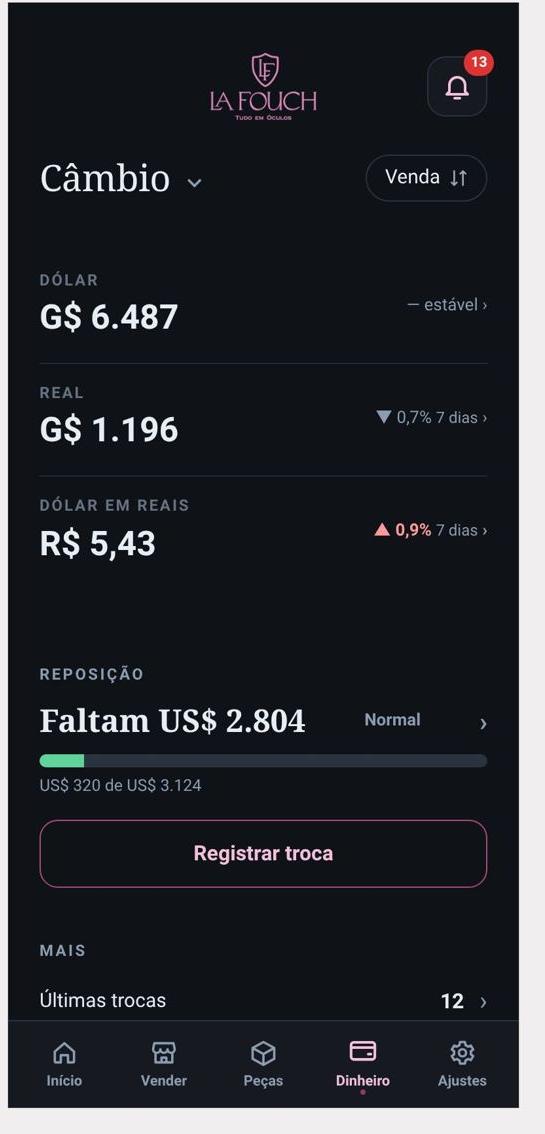 13
LA FOUCH
TUDO EM ÓCULOS
Câmbio
Venda
DÓLAR
G$ 6.487
— estável ›
REAL
G$ 1.196
▼ 0,7% 7 dias ›
DÓLAR EM REAIS
R$ 5,43
▲ 0,9% 7 dias ›
REPOSIÇÃO
Faltam US$ 2.804
Normal ›
US$ 320 de US$ 3.124
Registrar troca
MAIS
Últimas trocas 12 ›
Início Vender Peças Dinheiro Ajustes